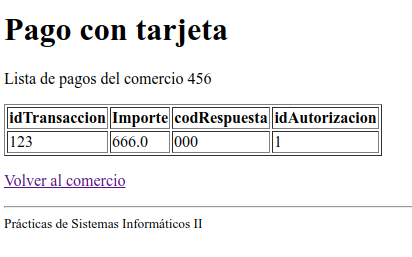 Pago con tarjeta
Lista de pagos del comercio 456
idTransaccion Importe codRespuesta idAutorizacion
123 666.0 000 1
Volver al comercio
Prácticas de Sistemas Informáticos II